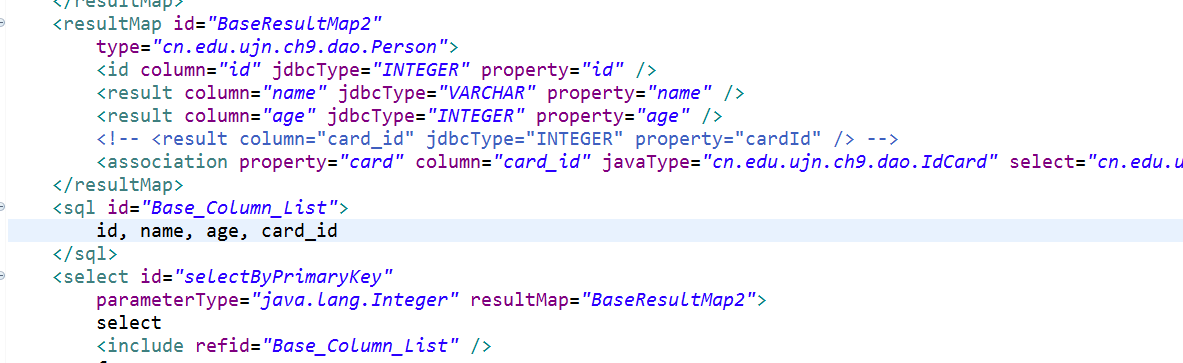 </resultMap>
<resultMap id="BaseResultMap2"
type="cn.edu.ujn.ch9.dao.Person">
<id column="id" jdbcType="INTEGER" property="id" />
<result column="name" jdbcType="VARCHAR" property="name" />
<result column="age" jdbcType="INTEGER" property="age" />
<!-- <result column="card_id" jdbcType="INTEGER" property="cardId" /> -->
<association property="card" column="card_id" javaType="cn.edu.ujn.ch9.dao.IdCard" select="cn.edu.u
</resultMap>
<sql id="Base_Column_List">
id, name, age, card_id
</sql>
<select id="selectByPrimaryKey"
parameterType="java.lang.Integer" resultMap="BaseResultMap2">
select
<include refid="Base_Column_List" />